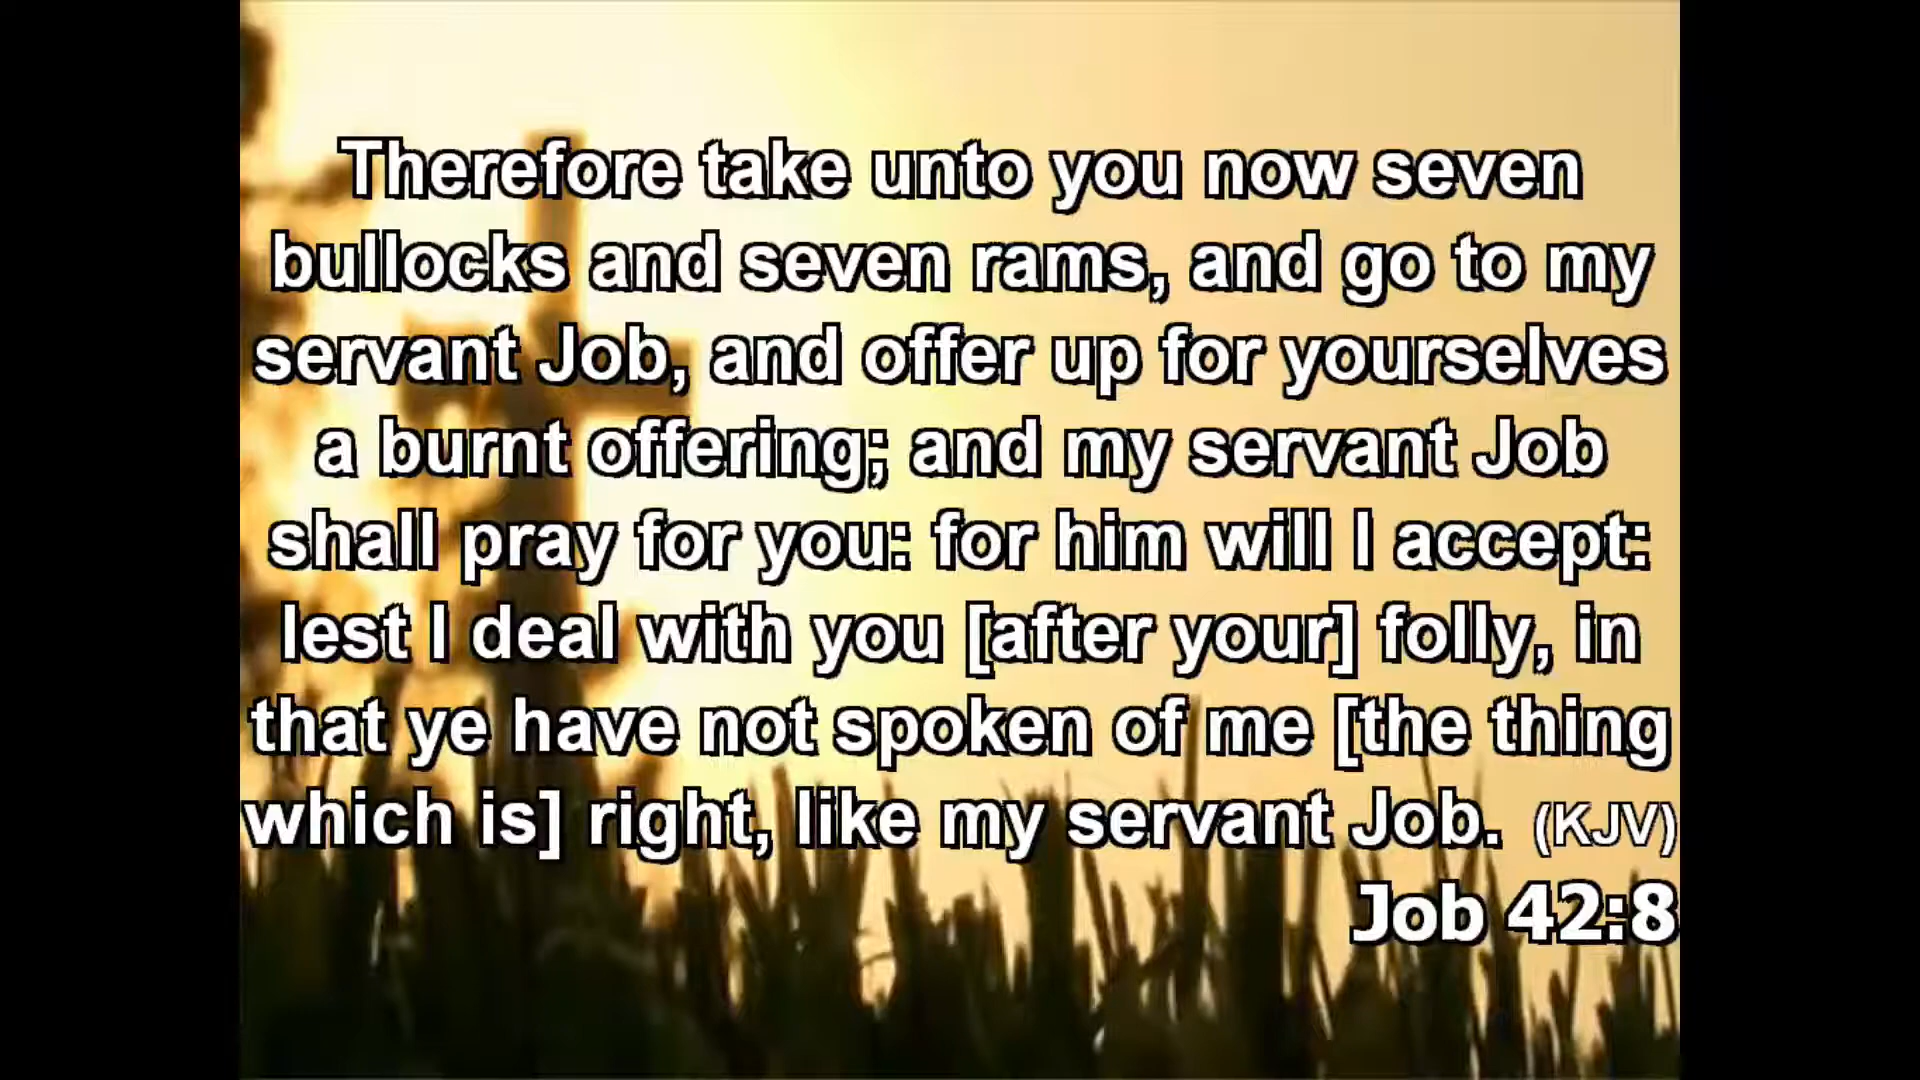 Therefore take unto you now seven
bullocks and seven rams, and go to my
servant Job, and offer up for yourselves
a burnt offering; and my servant Job
shall pray for you: for him will I accept:
lest I deal with you [after your] folly, in
that ye have not spoken of me [the thing
which is] right, like my servant Job. (KJV)
Job 42:8